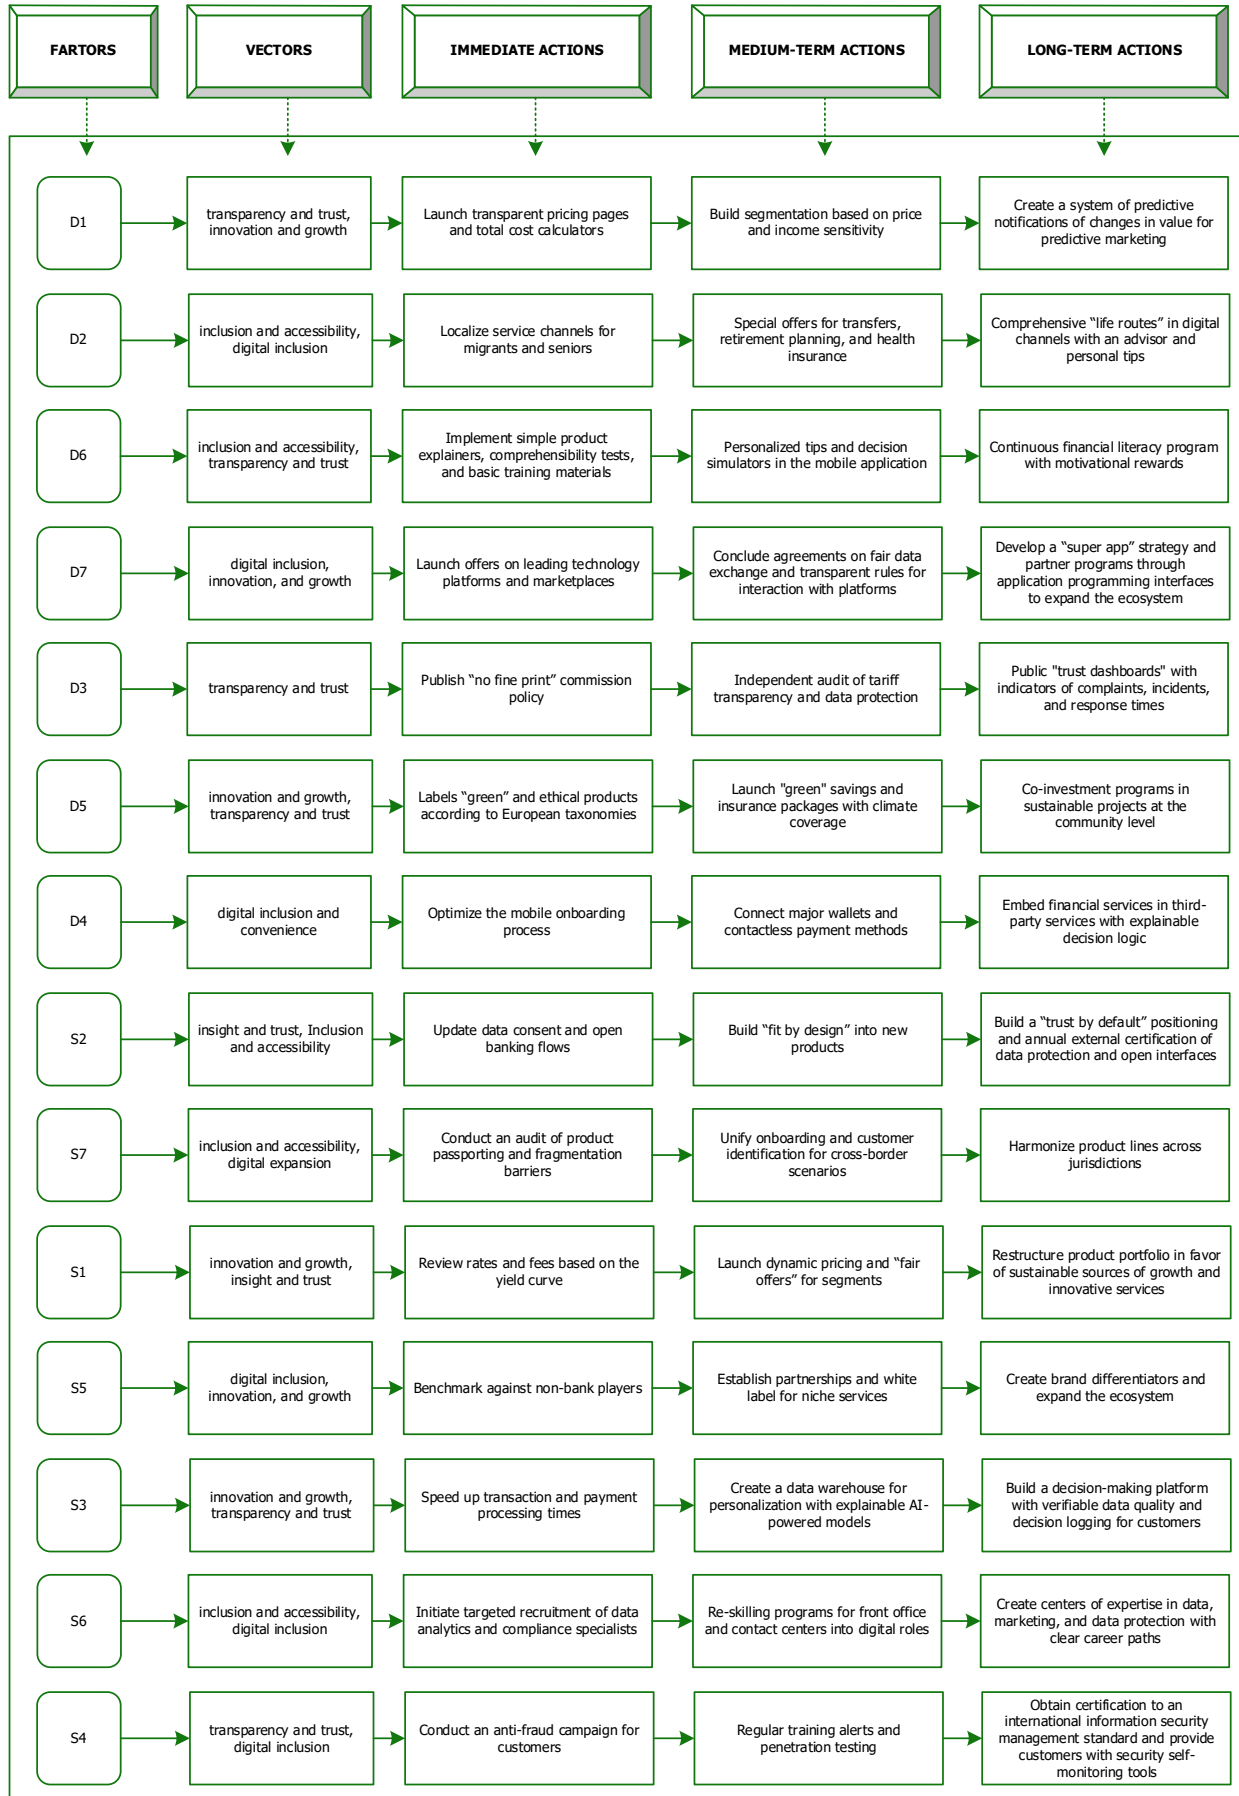 FARTORS
VECTORS
IMMEDIATE ACTIONS
MEDIUM-TERM ACTIONS
LONG-TERM ACTIONS
D1
transparency and trust,
innovation and growth
Launch transparent pricing pages
and total cost calculators
Build segmentation based on price
and income sensitivity
Create a system of predictive
notifications of changes in value for
predictive marketing
D2
inclusion and accessibility,
digital inclusion
Localize service channels for
migrants and seniors
Special offers for transfers,
retirement planning, and health
insurance
Comprehensive “life routes” in digital
channels with an advisor and
personal tips
D6
inclusion and accessibility,
transparency and trust
Implement simple product
explainers, comprehensibility tests,
and basic training materials
Personalized tips and decision
simulators in the mobile application
Continuous financial literacy program
with motivational rewards
D7
digital inclusion,
innovation, and growth
Launch offers on leading technology
platforms and marketplaces
Conclude agreements on fair data
exchange and transparent rules for
interaction with platforms
Develop a “super app” strategy and
partner programs through
application programming interfaces
to expand the ecosystem
D3
transparency and trust
Publish “no fine print” commission
policy
Independent audit of tariff
transparency and data protection
Public "trust dashboards" with
indicators of complaints, incidents,
and response times
D5
innovation and growth,
transparency and trust
Labels “green” and ethical products
according to European taxonomies
Launch "green" savings and
insurance packages with climate
coverage
Co-investment programs in
sustainable projects at the
community level
D4
digital inclusion and
convenience
Optimize the mobile onboarding
process
Connect major wallets and
contactless payment methods
Embed financial services in third-
party services with explainable
decision logic
S2
insight and trust, Inclusion
and accessibility
Update data consent and open
banking flows
Build “fit by design” into new
products
Build a “trust by default” positioning
and annual external certification of
data protection and open interfaces
S7
inclusion and accessibility,
digital expansion
Conduct an audit of product
passporting and fragmentation
barriers
Unify onboarding and customer
identification for cross-border
scenarios
Harmonize product lines across
jurisdictions
S1
innovation and growth,
insight and trust
Review rates and fees based on the
yield curve
Launch dynamic pricing and “fair
offers” for segments
Restructure product portfolio in favor
of sustainable sources of growth and
innovative services
S5
digital inclusion,
innovation, and growth
Benchmark against non-bank players
Establish partnerships and white
label for niche services
Create brand differentiators and
expand the ecosystem
S3
innovation and growth,
transparency and trust
Speed up transaction and payment
processing times
Create a data warehouse for
personalization with explainable AI-
powered models
Build a decision-making platform
with verifiable data quality and
decision logging for customers
S6
inclusion and accessibility,
digital inclusion
Initiate targeted recruitment of data
analytics and compliance specialists
Re-skilling programs for front office
and contact centers into digital roles
Create centers of expertise in data,
marketing, and data protection with
clear career paths
S4
transparency and trust,
digital inclusion
Conduct an anti-fraud campaign for
customers
Regular training alerts and
penetration testing
Obtain certification to an
international information security
management standard and provide
customers with security self-
monitoring tools